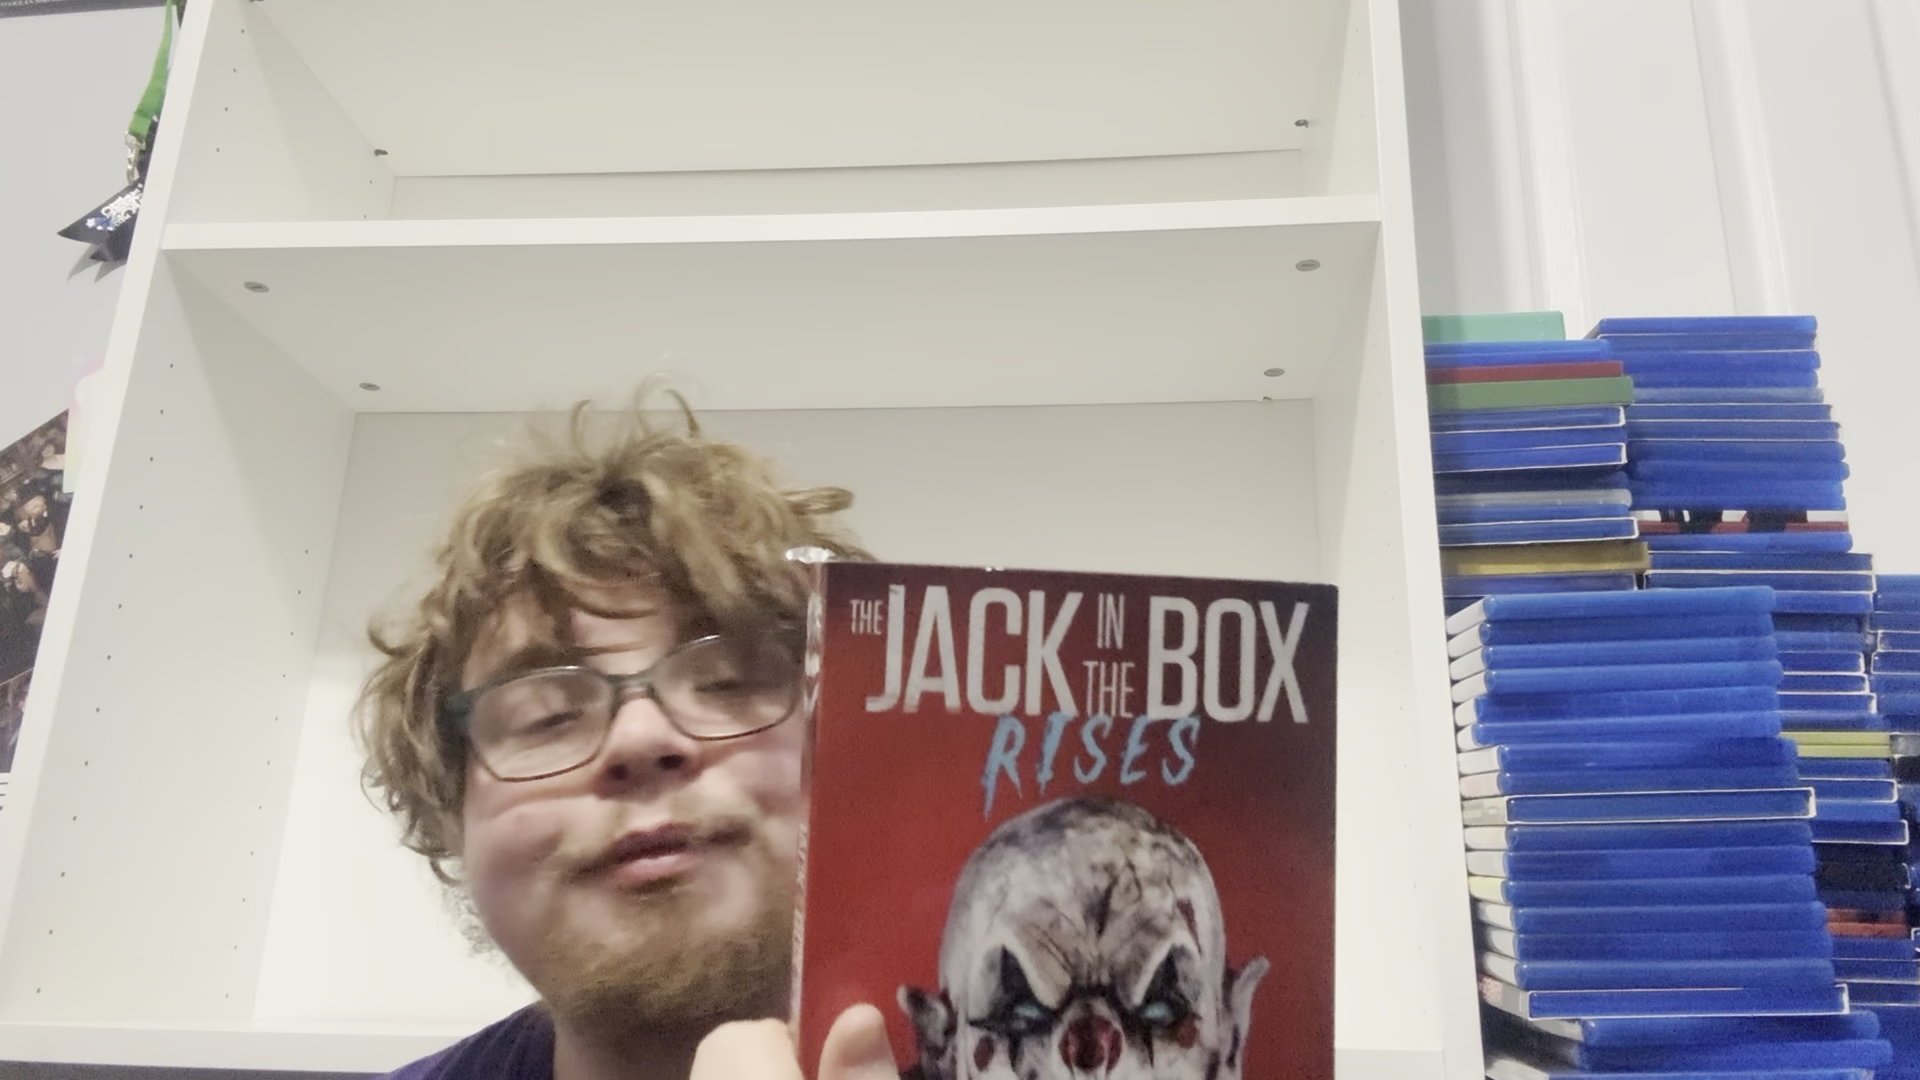 THE JACK IN THE BOX
RISES